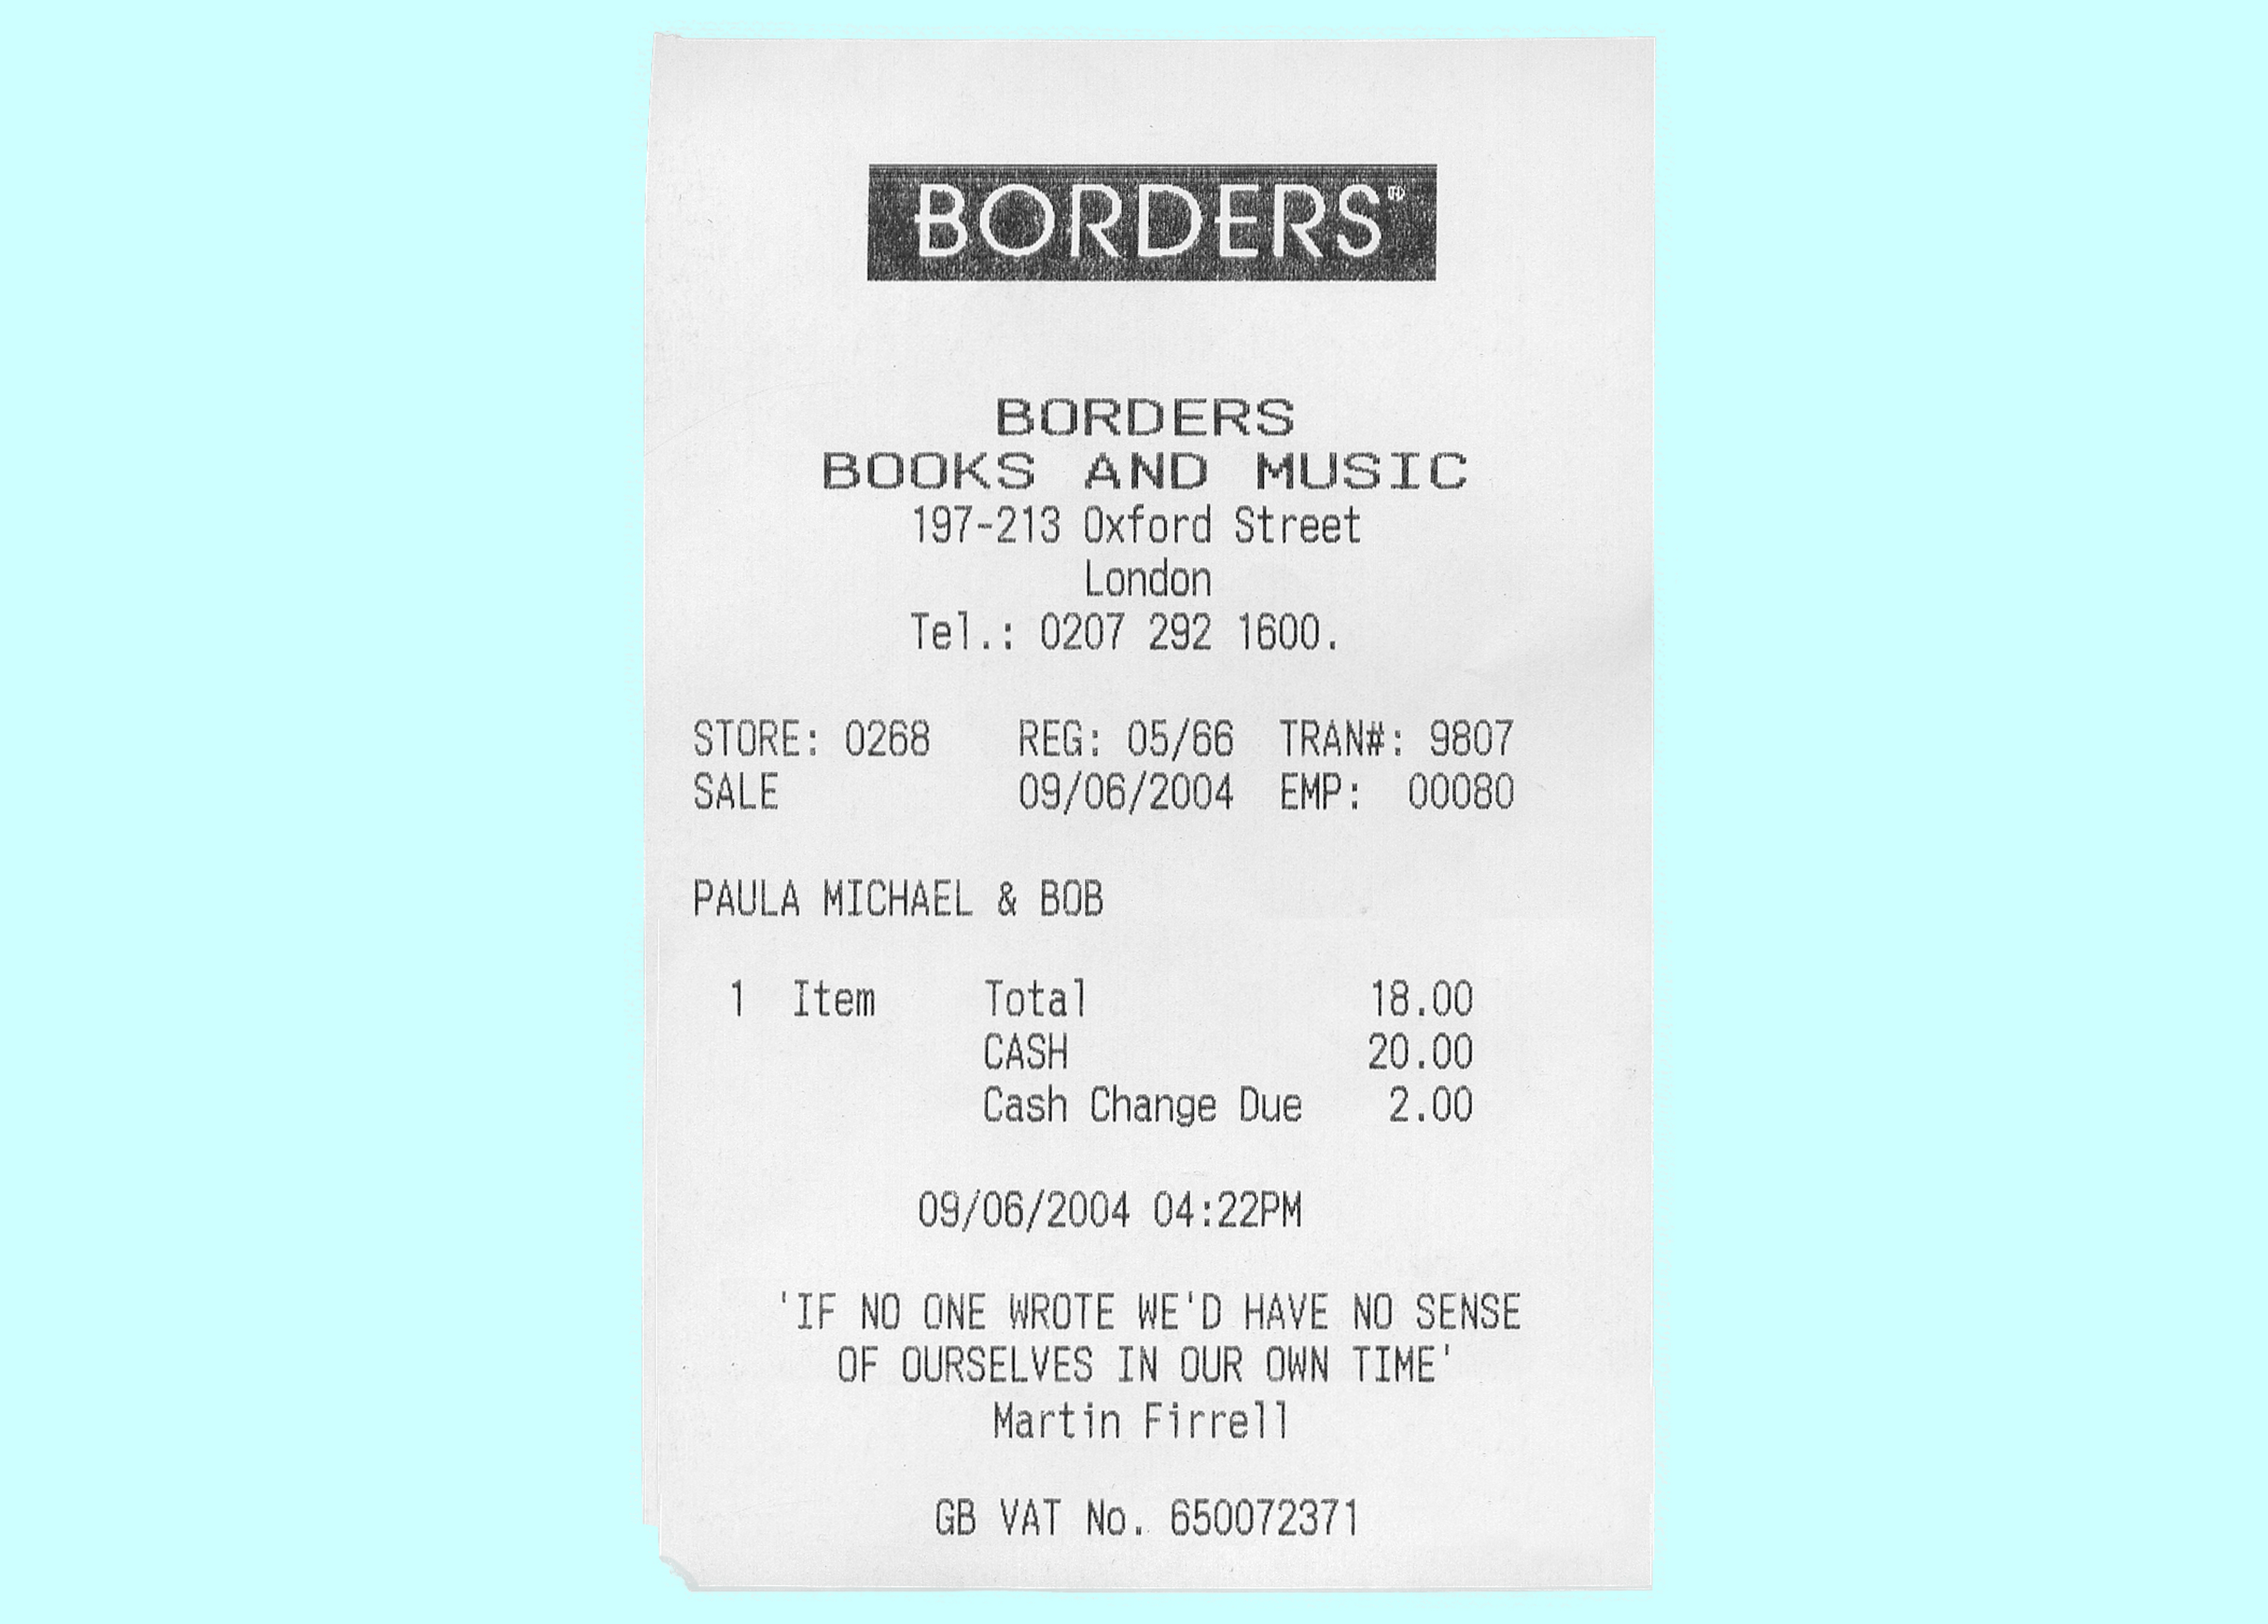 BORDERS®
BORDERS
BOOKS AND MUSIC
197-213 Oxford Street
London
Tel.: 0207 292 1600.
STORE: 0268 REG: 05/66 TRAN#: 9807
SALE 09/06/2004 EMP: 00080
PAULA MICHAEL & BOB
1 Item Total 18.00
CASH 20.00
Cash Change Due 2.00
09/06/2004 04:22PM
'IF NO ONE WROTE WE'D HAVE NO SENSE
OF OURSELVES IN OUR OWN TIME'
Martin Firrell
GB VAT No. 650072371